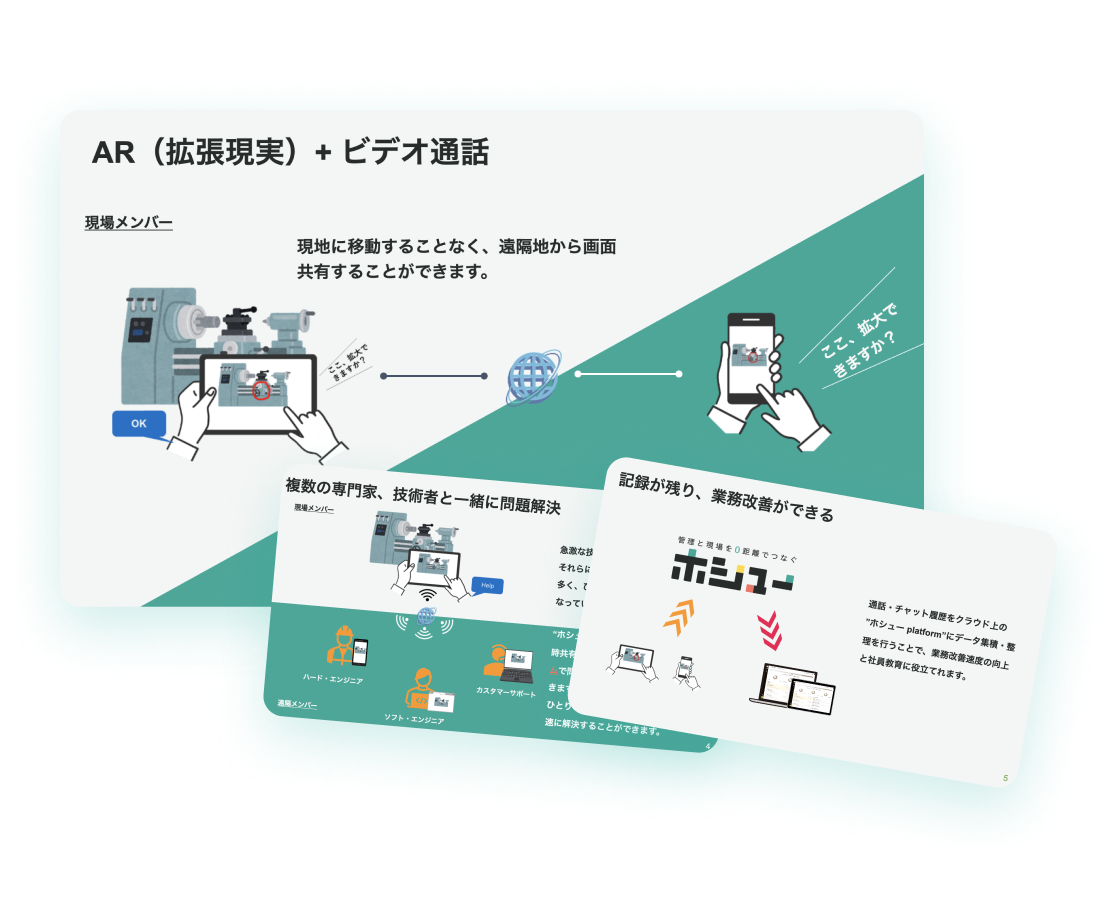 AR（拡張現実）+ ビデオ通話
現場メンバー
現地に移動することなく、遠隔地から画面
共有することができます。
ここ、拡大で
きますか？
OK
ここ、拡大で
きますか？
複数の専門家、技術者と一緒に問題解決
現場メンバー
Help
急激な技
それらに
多く、ひ
なってい
"ホシュ
時共有
ムで問
きます
ひとり
速に解決することができます。
ハード・エンジニア
ソフト・エンジニア
カスタマーサポート
遠隔メンバー
4
記録が残り、業務改善ができる
管理と現場を0距離でつなぐ
ホシュー
通話・チャット履歴をクラウド上の
"ホシュー platform"にデータ集積・整
理を行うことで、業務改善速度の向上
と社員教育に役立てれます。
5